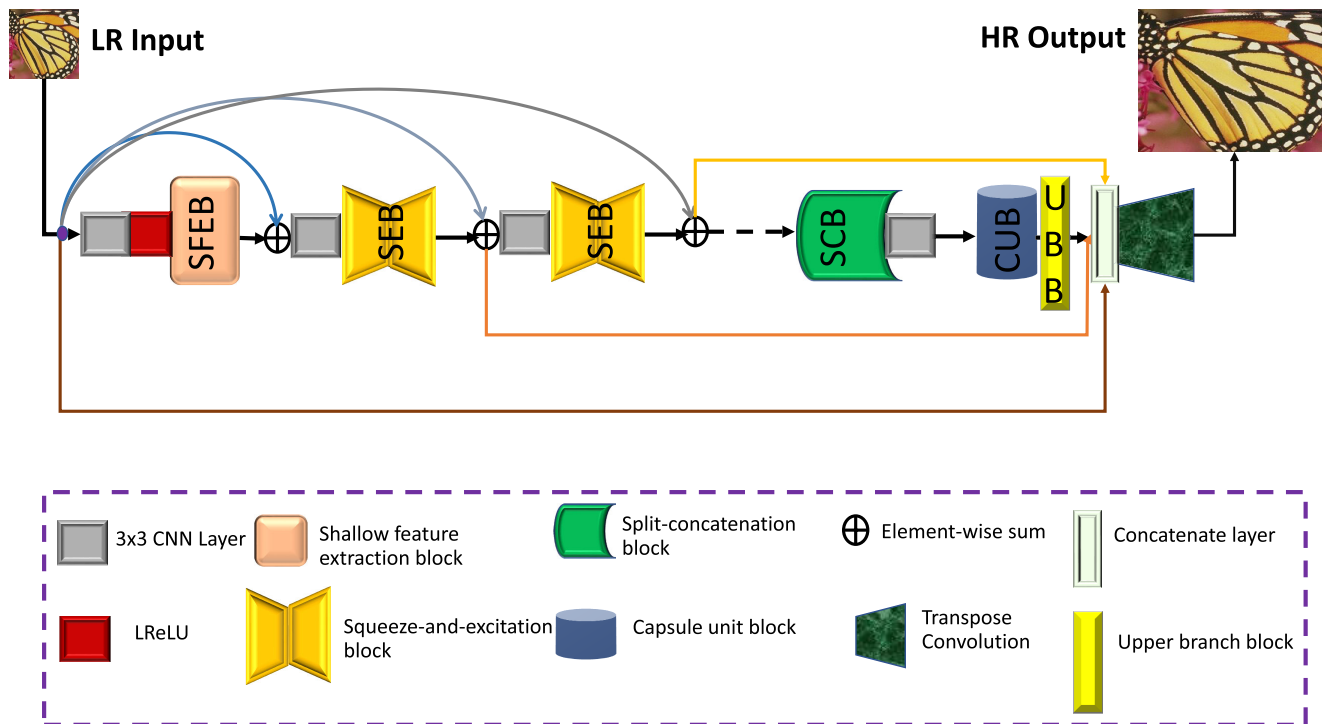 LR Input
HR Output
SFEB
SEB
SEB
SCB
CUB
U
B
B
3x3 CNN Layer
Shallow feature
extraction block
Split-concatenation
block
Element-wise sum
Concatenate layer
LReLU
Squeeze-and-excitation
block
Capsule unit block
Transpose
Convolution
Upper branch block